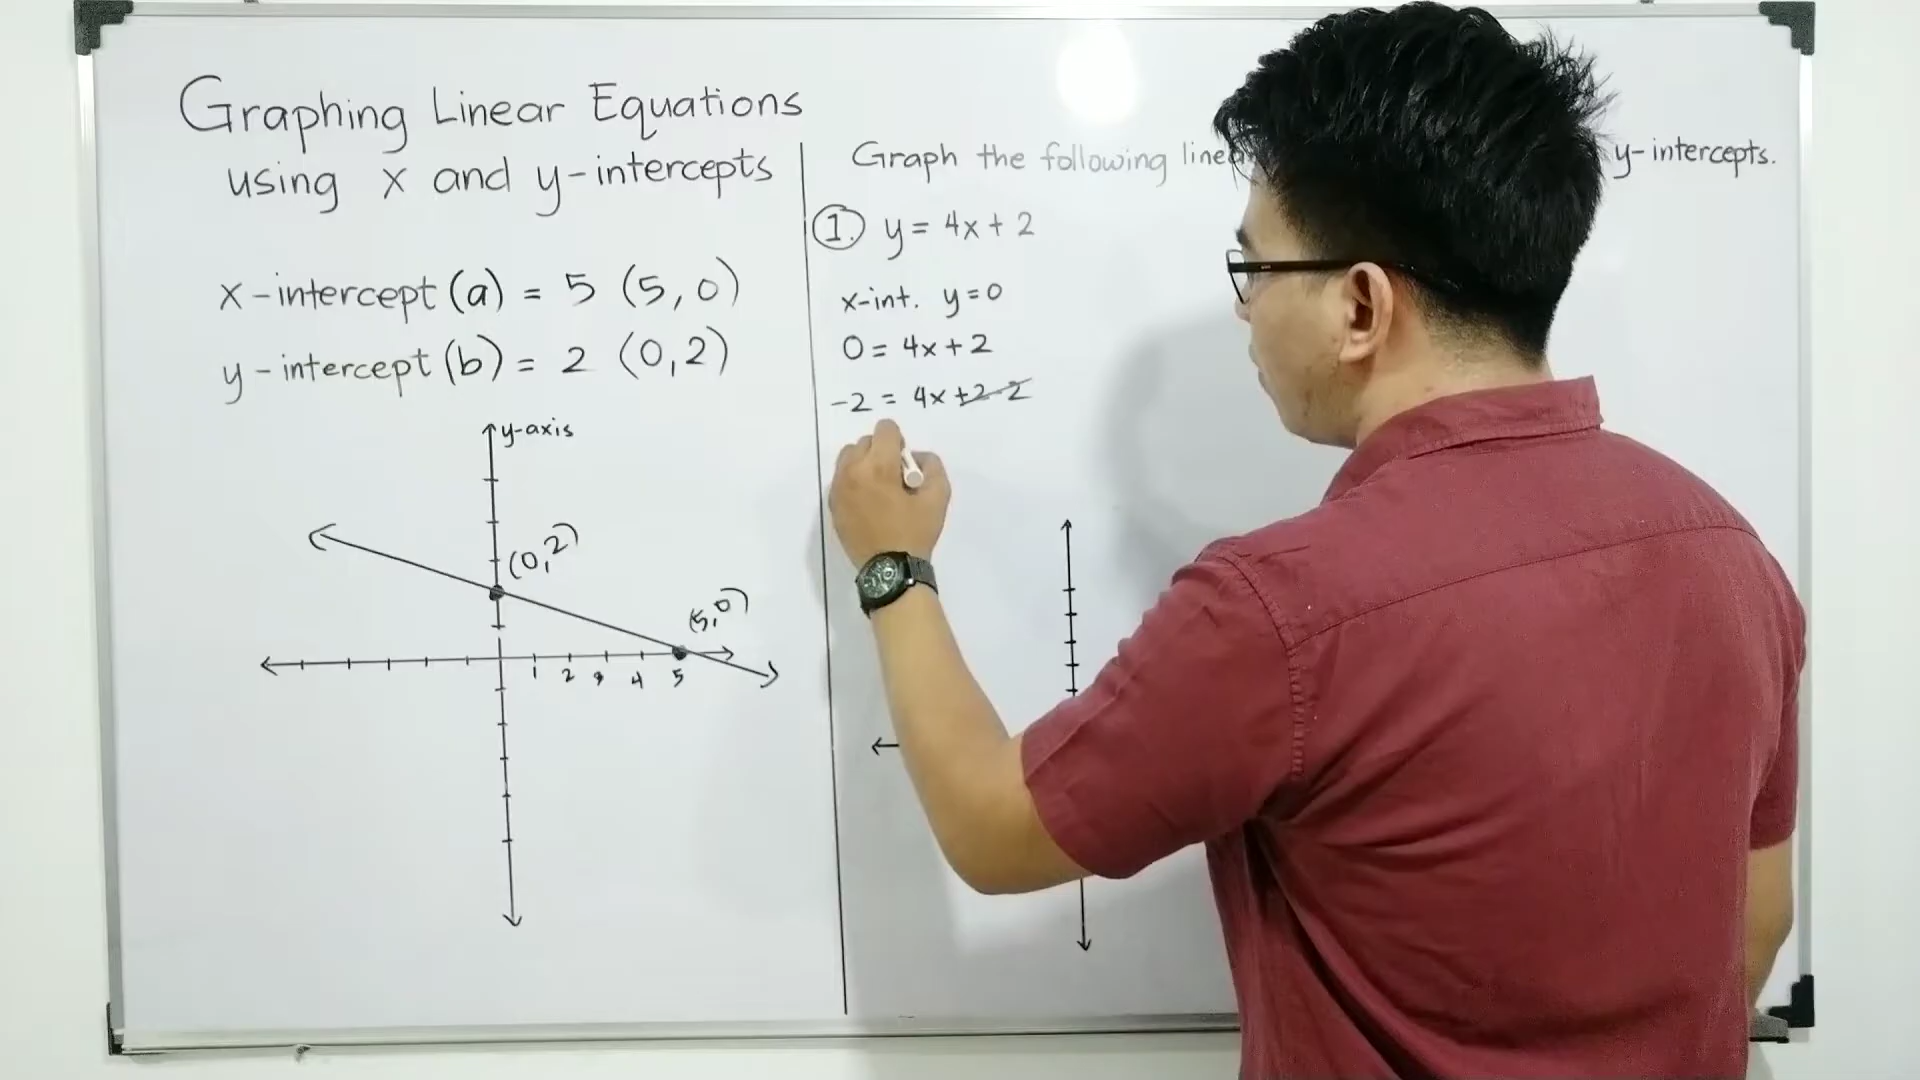 Graphing Linear Equations
using x and y-intercepts
x-intercept (a) = 5 (5, 0)
y-intercept (b) = 2 (0, 2)
y-axis
(0, 2)
(5, 0)
1 2 3 4 5
Graph the following y-intercepts.
1. y = 4x + 2
x-int. y = 0
0 = 4x + 2
-2 = 4x + 2 - 2